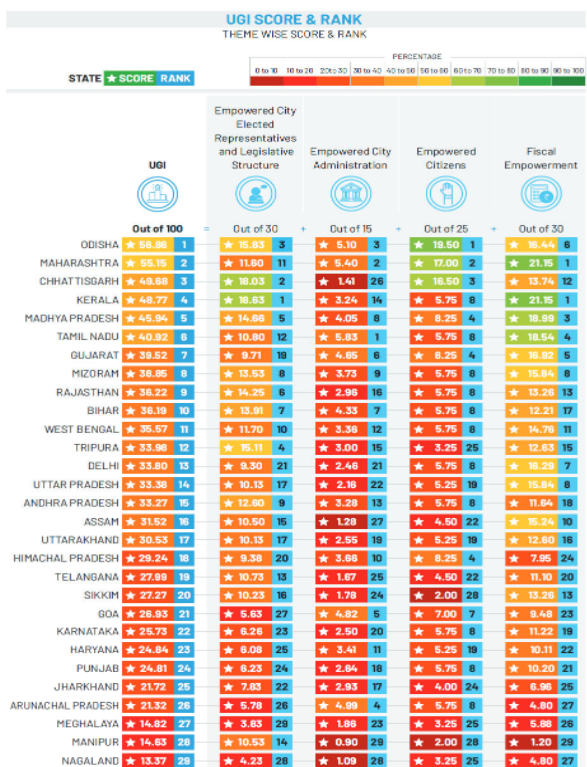 UGI SCORE & RANK
THEME WISE SCORE & RANK
PERCENTAGE
STATE ★ SCORE RANK
0 to 10 10 to 20 20 to 30 30 to 40 40 to 50 50 to 60 60 to 70 70 to 80 80 to 90 90 to 100
UGI
Empowered City
Elected
Representatives
and Legislative
Structure
Empowered City
Administration
Empowered
Citizens
Fiscal
Empowerment
Out of 100 = Out of 30 + Out of 15 + Out of 25 + Out of 30
ODISHA ★ 56.86 1 ★ 15.83 3 ★ 5.10 3 ★ 19.50 1 ★ 16.44 6
MAHARASHTRA ★ 55.15 2 ★ 11.60 11 ★ 5.40 2 ★ 17.00 2 ★ 21.15 1
CHHATTISGARH ★ 49.68 3 ★ 18.03 2 ★ 1.41 26 ★ 16.50 3 ★ 13.74 12
KERALA ★ 48.77 4 ★ 18.63 1 ★ 3.24 14 ★ 5.75 8 ★ 21.15 1
MADHYA PRADESH ★ 45.94 5 ★ 14.66 5 ★ 4.05 8 ★ 8.25 4 ★ 18.99 3
TAMIL NADU ★ 40.92 6 ★ 10.80 12 ★ 5.83 1 ★ 5.75 8 ★ 18.54 4
GUJARAT ★ 39.52 7 ★ 9.71 19 ★ 4.65 6 ★ 8.25 4 ★ 16.92 5
MIZORAM ★ 38.85 8 ★ 13.53 8 ★ 3.73 9 ★ 5.75 8 ★ 15.84 8
RAJASTHAN ★ 36.22 9 ★ 14.25 6 ★ 2.96 16 ★ 5.75 8 ★ 13.26 13
BIHAR ★ 36.19 10 ★ 13.91 7 ★ 4.33 7 ★ 5.75 8 ★ 12.21 17
WEST BENGAL ★ 35.57 11 ★ 11.70 10 ★ 3.36 12 ★ 5.75 8 ★ 14.76 11
TRIPURA ★ 33.98 12 ★ 15.11 4 ★ 3.00 15 ★ 3.25 25 ★ 12.63 15
DELHI ★ 33.80 13 ★ 9.30 21 ★ 2.46 21 ★ 5.75 8 ★ 16.29 7
UTTAR PRADESH ★ 33.38 14 ★ 10.13 17 ★ 2.16 22 ★ 5.25 19 ★ 15.84 8
ANDHRA PRADESH ★ 33.27 15 ★ 12.60 9 ★ 3.28 13 ★ 5.75 8 ★ 11.64 18
ASSAM ★ 31.52 16 ★ 10.50 15 ★ 1.28 27 ★ 4.50 22 ★ 15.24 10
UTTARAKHAND ★ 30.53 17 ★ 10.13 17 ★ 2.55 19 ★ 5.25 19 ★ 12.60 16
HIMACHAL PRADESH ★ 29.24 18 ★ 9.38 20 ★ 3.66 10 ★ 8.25 4 ★ 7.95 24
TELANGANA ★ 27.99 19 ★ 10.73 13 ★ 1.67 25 ★ 4.50 22 ★ 11.10 20
SIKKIM ★ 27.27 20 ★ 10.23 16 ★ 1.78 24 ★ 2.00 28 ★ 13.26 13
GOA ★ 26.93 21 ★ 5.63 27 ★ 4.82 5 ★ 7.00 7 ★ 9.48 23
KARNATAKA ★ 25.73 22 ★ 6.26 23 ★ 2.50 20 ★ 5.75 8 ★ 11.22 19
HARYANA ★ 24.84 23 ★ 6.08 25 ★ 3.41 11 ★ 5.25 19 ★ 10.11 22
PUNJAB ★ 24.81 24 ★ 6.23 24 ★ 2.64 18 ★ 5.75 8 ★ 10.20 21
JHARKHAND ★ 21.72 25 ★ 7.83 22 ★ 2.93 17 ★ 4.00 24 ★ 6.96 25
ARUNACHAL PRADESH ★ 21.32 26 ★ 5.78 26 ★ 4.99 4 ★ 5.75 8 ★ 4.80 27
MEGHALAYA ★ 14.82 27 ★ 3.83 29 ★ 1.86 23 ★ 3.25 25 ★ 5.88 26
MANIPUR ★ 14.63 28 ★ 10.53 14 ★ 0.90 29 ★ 2.00 28 ★ 1.20 29
NAGALAND ★ 13.37 29 ★ 4.23 28 ★ 1.09 28 ★ 3.25 25 ★ 4.80 27